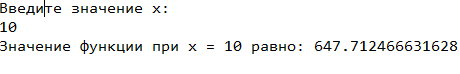 Введите значение x:
10
Значение функции при x = 10 равно: 647.712466631628